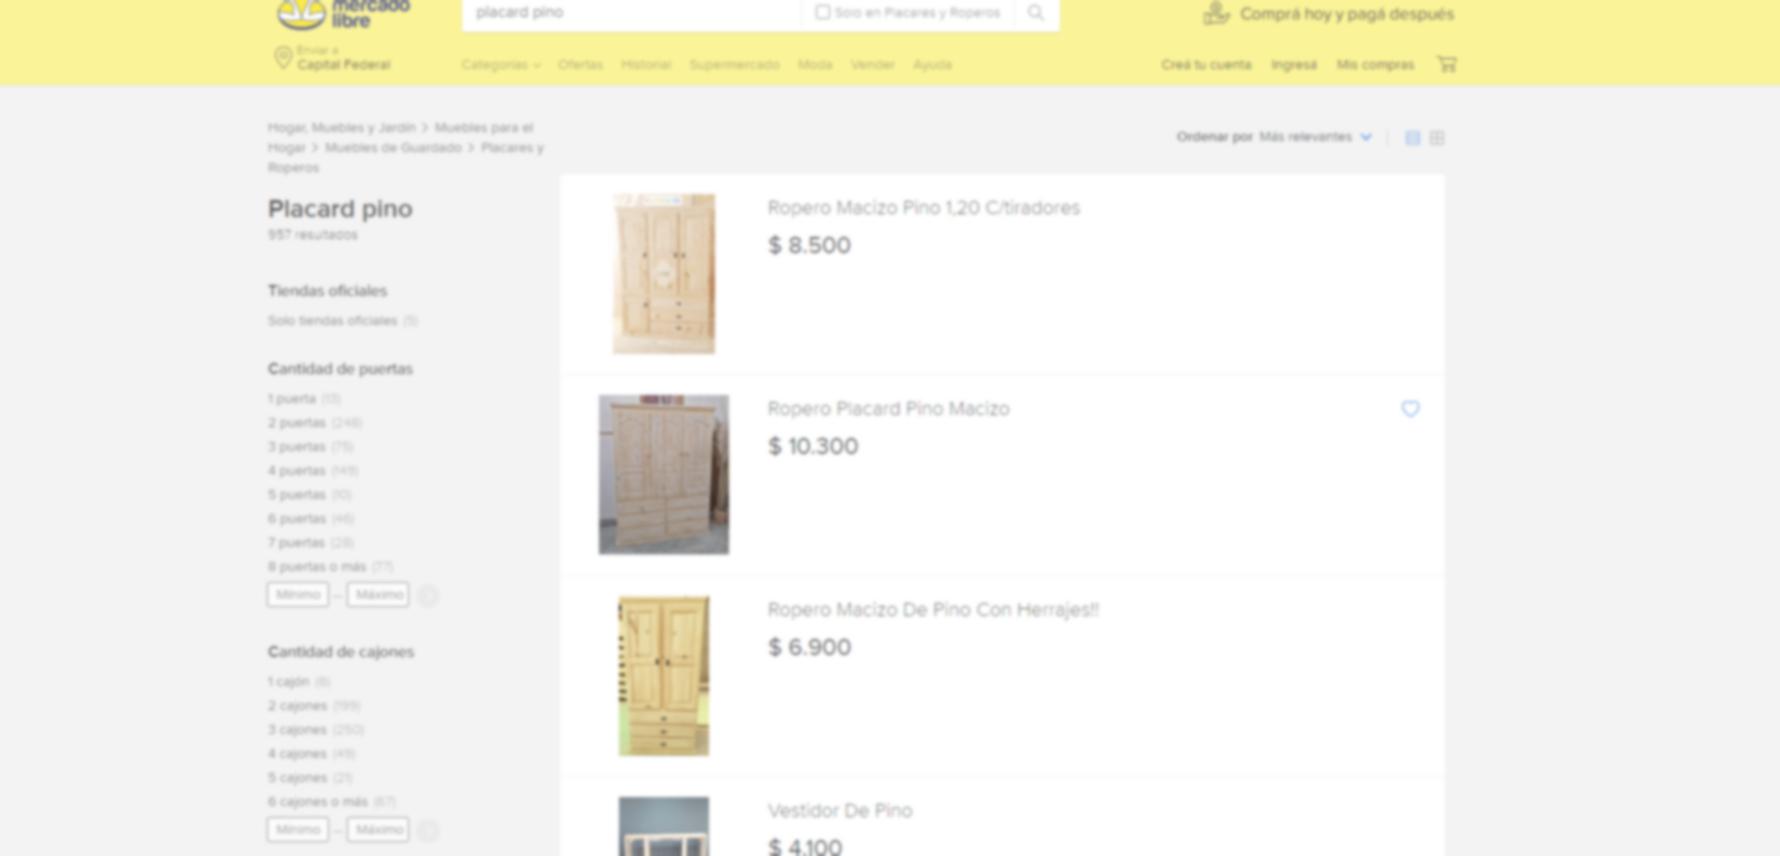 mercado
libre
placard pino
Solo en Placares y Roperos
Comprá hoy y pagá después
Enviar a
Capital Federal
Categorías
Ofertas
Historial
Supermercado
Moda
Vender
Ayuda
Creá tu cuenta
Ingresá
Mis compras
Hogar, Muebles y Jardín > Muebles para el
Hogar > Muebles de Guardado > Placares y
Roperos
Ordenar por Más relevantes
Placard pino
957 resultados
Tiendas oficiales
Solo tiendas oficiales (5)
Cantidad de puertas
1 puerta (13)
2 puertas (248)
3 puertas (75)
4 puertas (149)
5 puertas (10)
6 puertas (46)
7 puertas (28)
8 puertas o más (77)
Mínimo — Máximo
Cantidad de cajones
1 cajón (8)
2 cajones (199)
3 cajones (250)
4 cajones (49)
5 cajones (21)
6 cajones o más (67)
Mínimo — Máximo
Ropero Macizo Pino 1,20 C/tiradores
$ 8.500
Ropero Placard Pino Macizo
$ 10.300
Ropero Macizo De Pino Con Herrajes!!
$ 6.900
Vestidor De Pino
$ 4.100